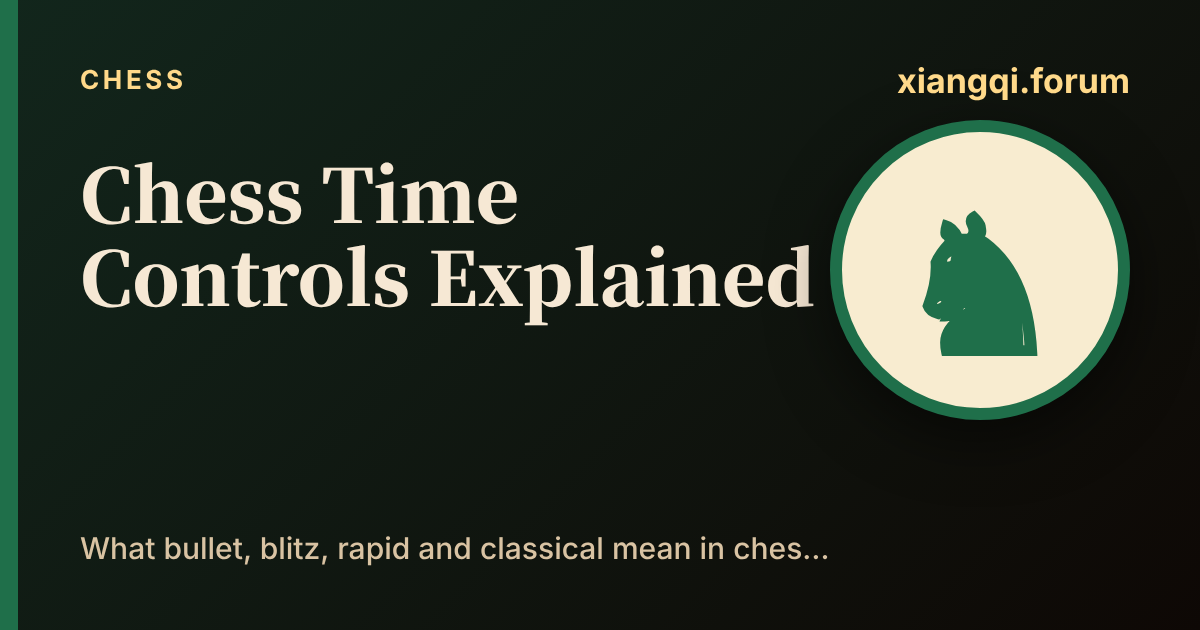 CHESS
xiangqi.forum
Chess Time
Controls Explained
What bullet, blitz, rapid and classical mean in ches...